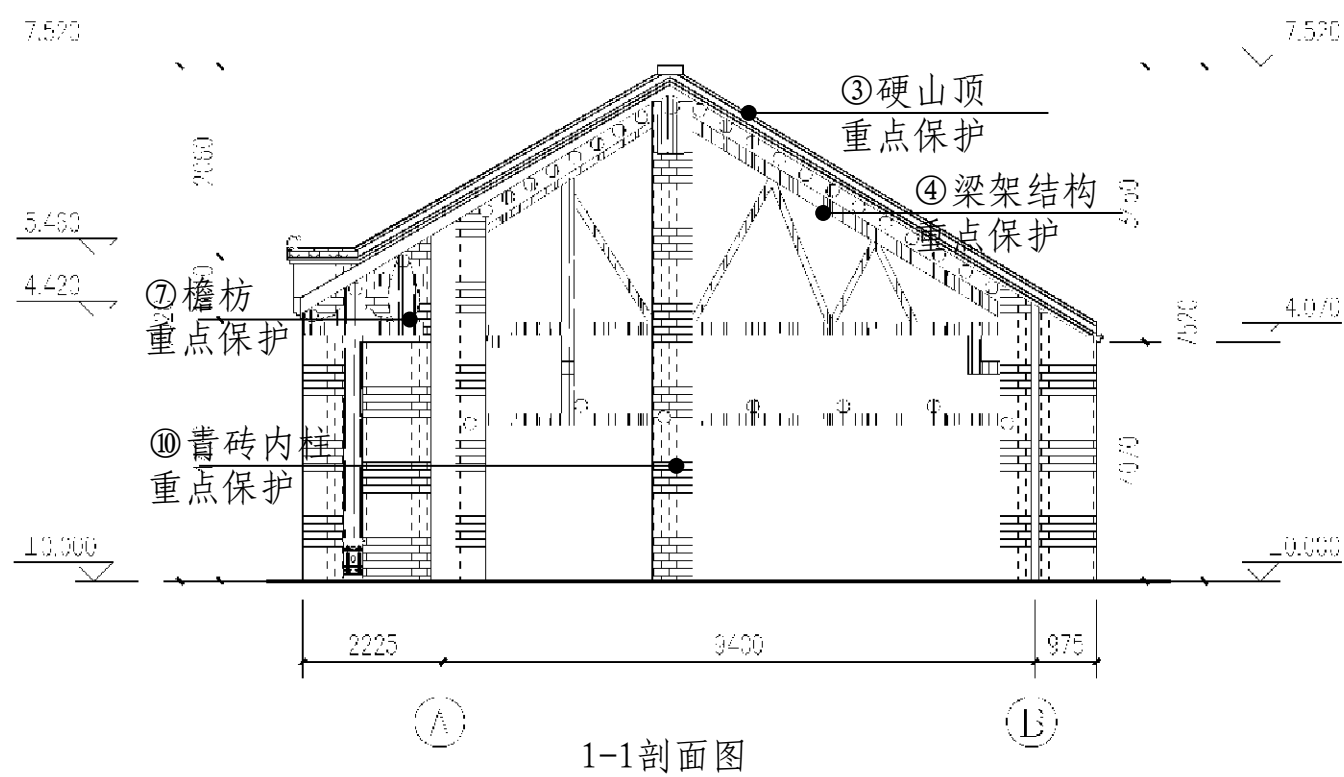 7.520
7.520
③硬山顶
重点保护
④梁架结构
重点保护
5.460
4.420
⑦檐枋
重点保护
4.070
7520
⑩青砖内柱
重点保护
±0.000
±0.000
2225
9400
975
A
B
1-1剖面图